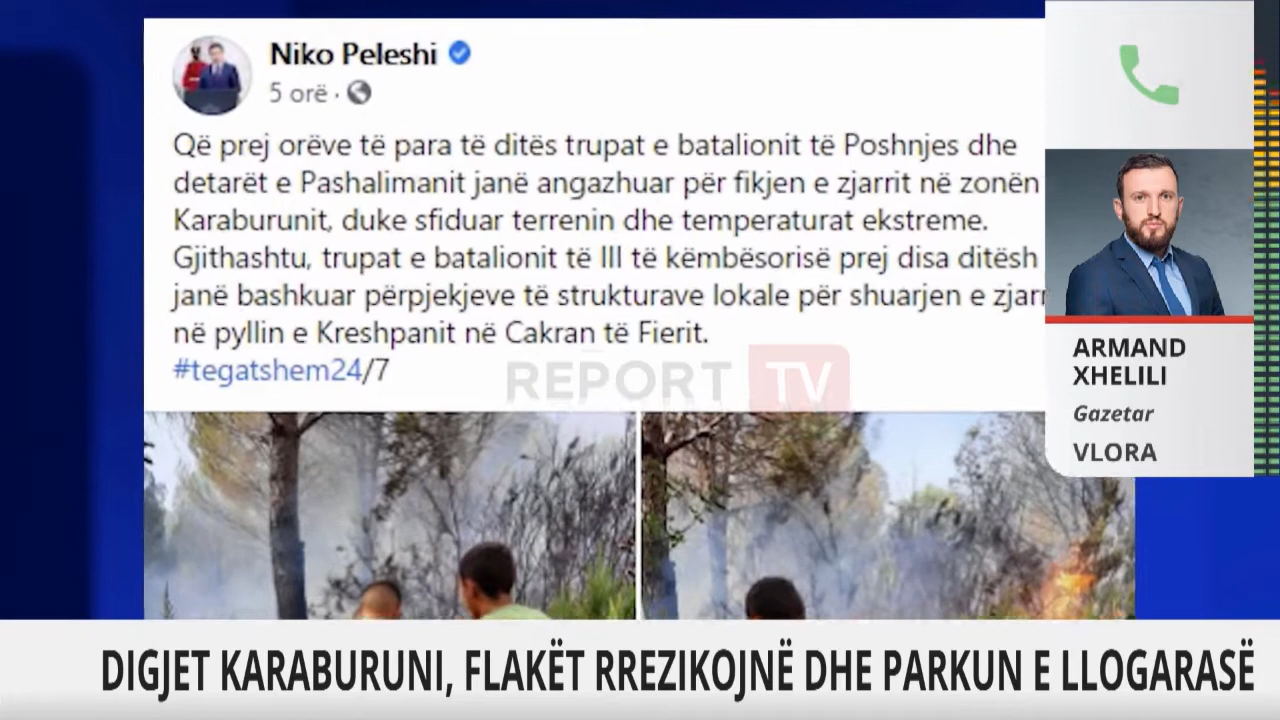 Niko Peleshi
5 orë ·
Që prej orëve të para të ditës trupat e batalionit të Poshnjes dhe
detarët e Pashalimanit janë angazhuar për fikjen e zjarrit në zonën
Karaburunit, duke sfiduar terrenin dhe temperaturat ekstreme.
Gjithashtu, trupat e batalionit të III të këmbësorisë prej disa ditësh
janë bashkuar përpjekjeve të strukturave lokale për shuarjen e zjarr
në pyllin e Kreshpanit në Cakran të Fierit.
#tegatshem24/7
REPORT TV
ARMAND
XHELILI
Gazetar
VLORA
DIGJET KARABURUNI, FLAKËT RREZIKOJNË DHE PARKUN E LLOGARASË